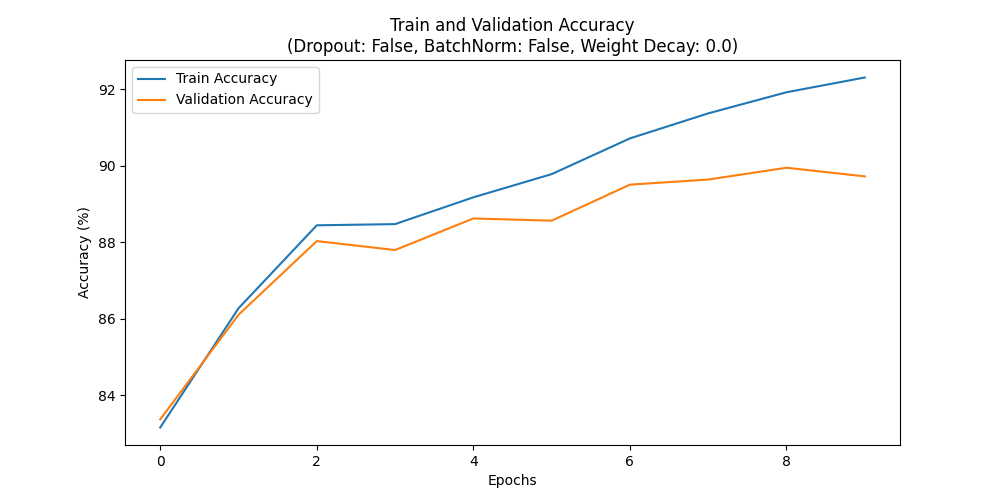 Train and Validation Accuracy
(Dropout: False, BatchNorm: False, Weight Decay: 0.0)
Train Accuracy
Validation Accuracy
92
90
88
86
84
Accuracy (%)
0 2 4 6 8
Epochs